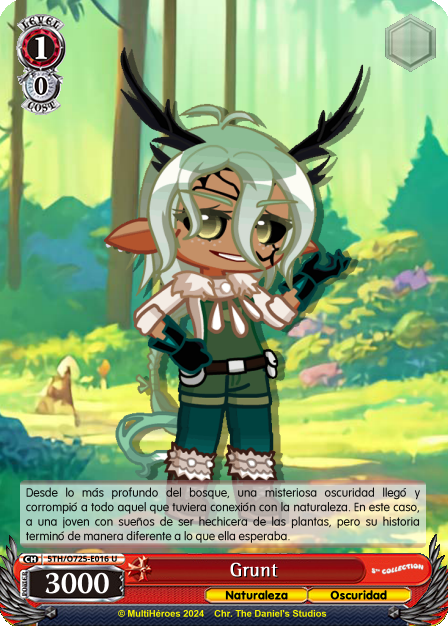 LEVEL
1
0
COST
Desde lo más profundo del bosque, una misteriosa oscuridad llegó y
corrompió a todo aquel que tuviera conexión con la naturaleza. En este caso,
a una joven con sueños de ser hechicera de las plantas, pero su historia
terminó de manera diferente a lo que ella esperaba.
CH 5TH/O725-E016 U
POWER 3000
Grunt
5TH COLLECTION
Naturaleza Oscuridad
© MultiHéroes 2024 Chr. The Daniel's Studios